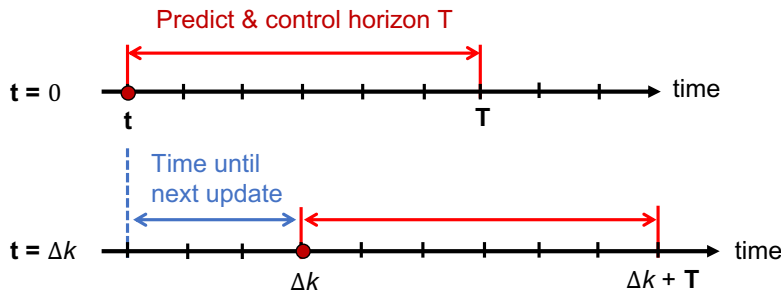 Predict & control horizon T
t = 0
time
t
T
Time until
next update
t = Δk
time
Δk
Δk + T